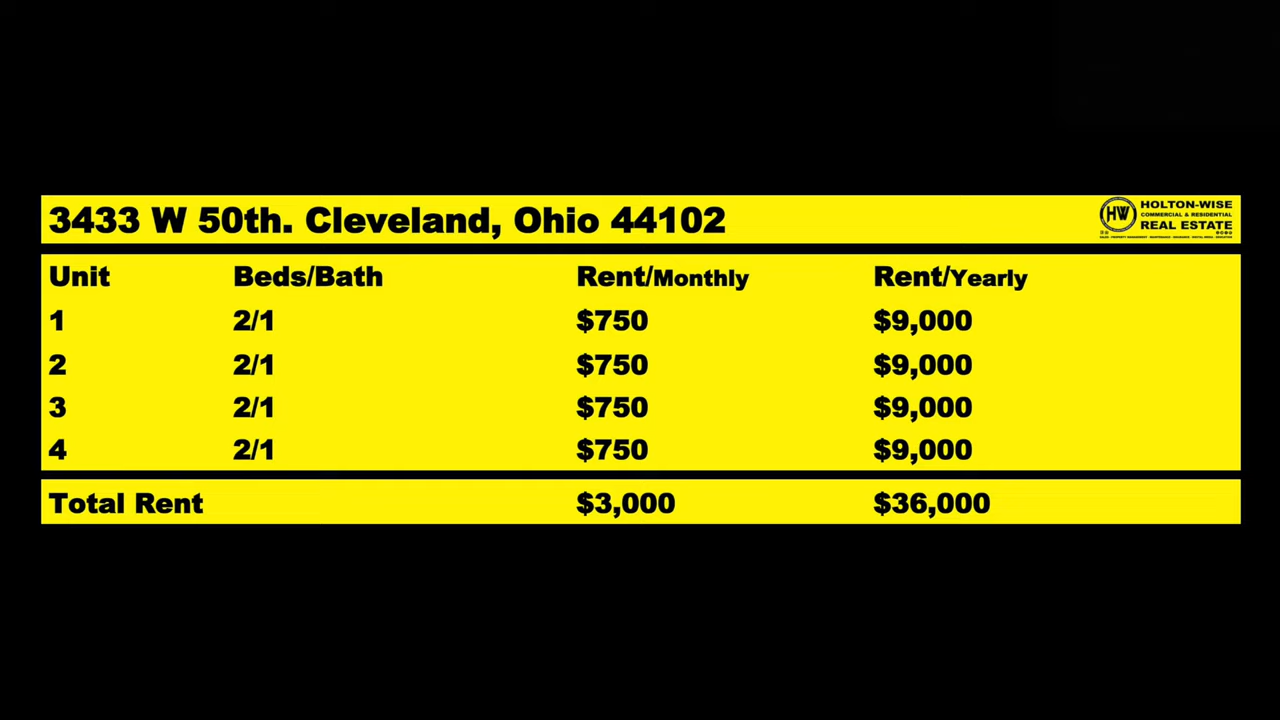 3433 W 50th. Cleveland, Ohio 44102
HW
HOLTON-WISE
COMMERCIAL & RESIDENTIAL
REAL ESTATE
Unit Beds/Bath Rent/Monthly Rent/Yearly
1 2/1 $750 $9,000
2 2/1 $750 $9,000
3 2/1 $750 $9,000
4 2/1 $750 $9,000
Total Rent $3,000 $36,000